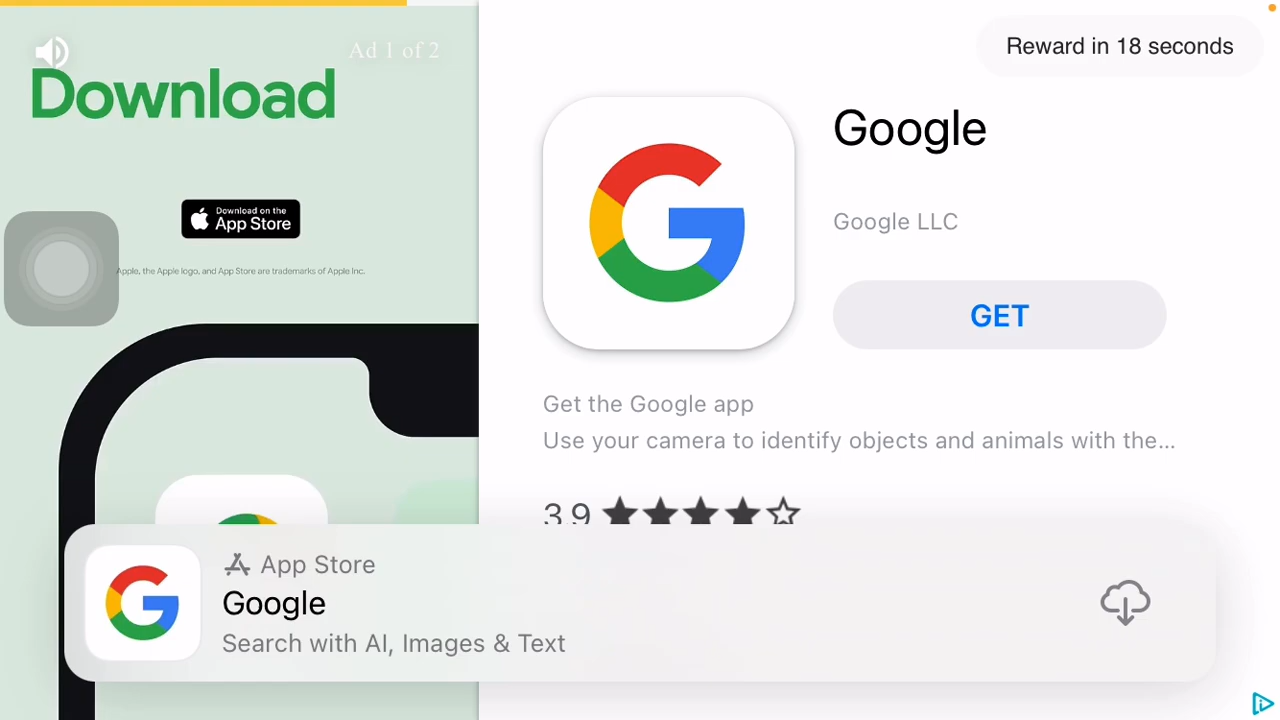 Ad 1 of 2
Download
Download on the
App Store
Apple, the Apple logo, and App Store are trademarks of Apple Inc.
Reward in 18 seconds
Google
Google LLC
GET
Get the Google app
Use your camera to identify objects and animals with the...
3.9
App Store
Google
Search with AI, Images & Text